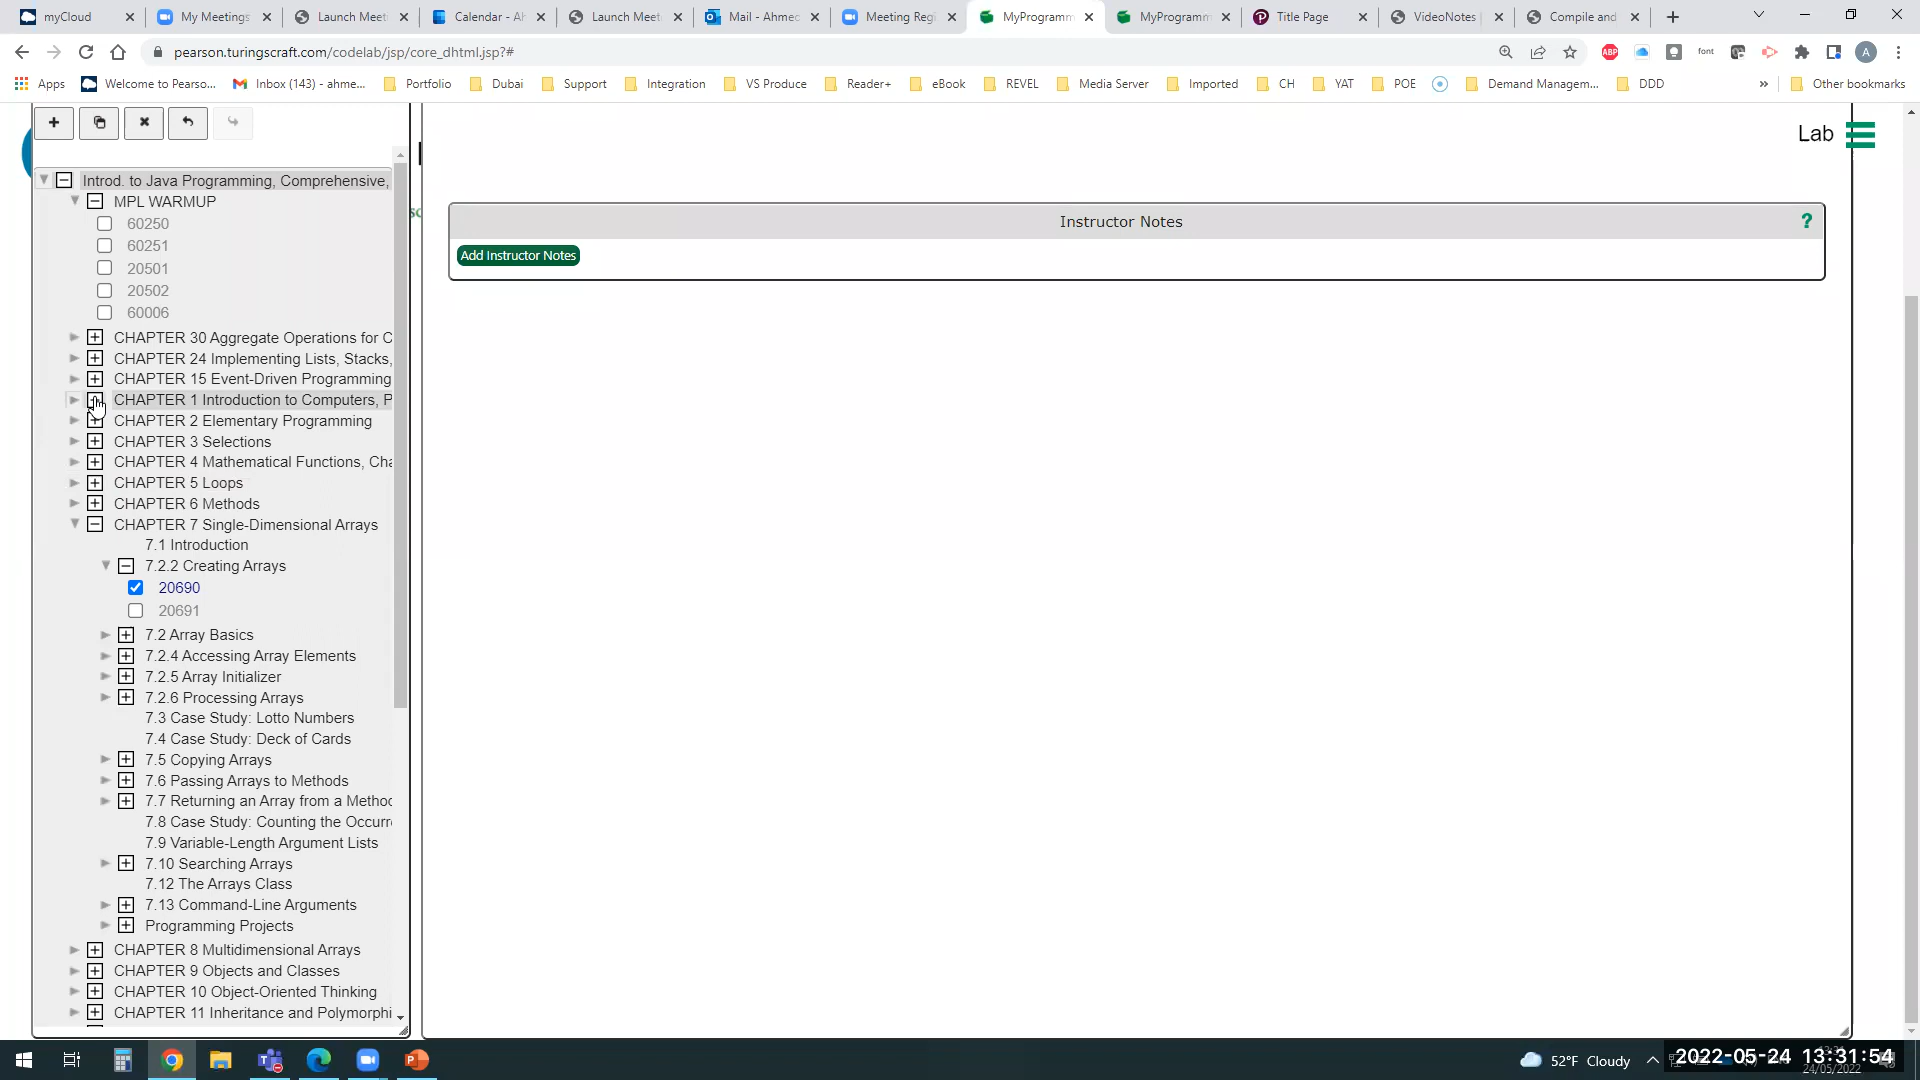 myCloud
My Meetings
Launch Meet
Calendar - Ah
Launch Meet
Mail - Ahmed
Meeting Regi
MyProgramm
MyProgramm
Title Page
VideoNotes
Compile and
pearson.turingscraft.com/codelab/jsp/core_dhtml.jsp?#
ABP
font
A
Apps
Welcome to Pearso...
Inbox (143) - ahme...
Portfolio
Dubai
Support
Integration
VS Produce
Reader+
eBook
REVEL
Media Server
Imported
CH
YAT
POE
Demand Managem...
DDD
»
Other bookmarks
Lab
Introd. to Java Programming, Comprehensive,
MPL WARMUP
60250
60251
20501
20502
60006
CHAPTER 30 Aggregate Operations for C
CHAPTER 24 Implementing Lists, Stacks,
CHAPTER 15 Event-Driven Programming
CHAPTER 1 Introduction to Computers, P
CHAPTER 2 Elementary Programming
CHAPTER 3 Selections
CHAPTER 4 Mathematical Functions, Cha
CHAPTER 5 Loops
CHAPTER 6 Methods
CHAPTER 7 Single-Dimensional Arrays
7.1 Introduction
7.2.2 Creating Arrays
20690
20691
7.2 Array Basics
7.2.4 Accessing Array Elements
7.2.5 Array Initializer
7.2.6 Processing Arrays
7.3 Case Study: Lotto Numbers
7.4 Case Study: Deck of Cards
7.5 Copying Arrays
7.6 Passing Arrays to Methods
7.7 Returning an Array from a Method
7.8 Case Study: Counting the Occurr
7.9 Variable-Length Argument Lists
7.10 Searching Arrays
7.12 The Arrays Class
7.13 Command-Line Arguments
Programming Projects
CHAPTER 8 Multidimensional Arrays
CHAPTER 9 Objects and Classes
CHAPTER 10 Object-Oriented Thinking
CHAPTER 11 Inheritance and Polymorphi
Instructor Notes
?
Add Instructor Notes
52°F Cloudy
2022-05-24 13:31:54
24/05/2022